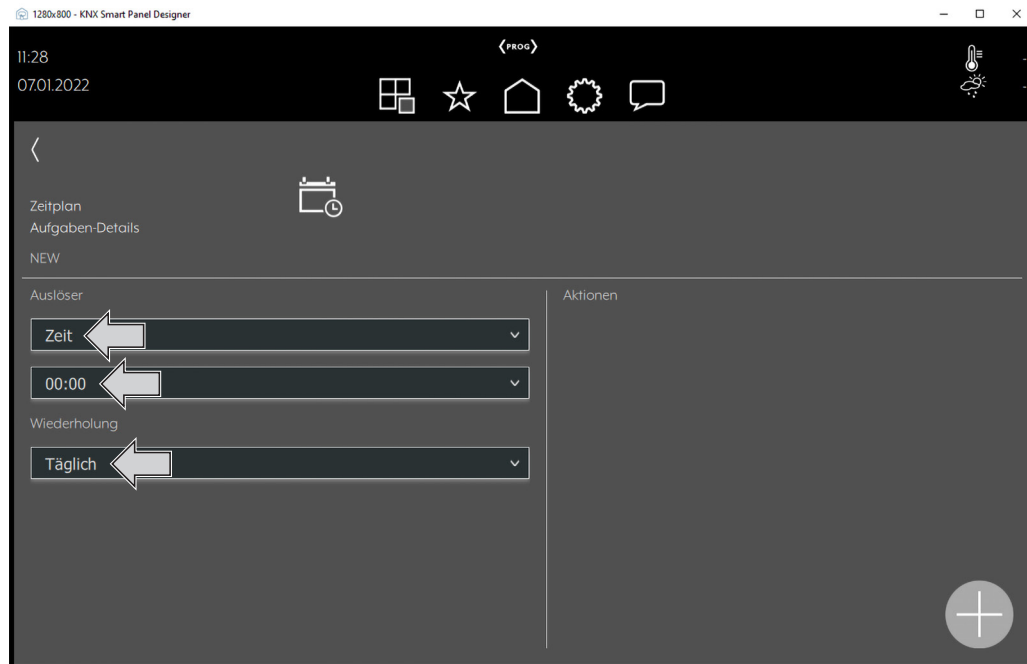 1280x800 - KNX Smart Panel Designer
11:28
⟨PROG⟩
07.01.2022
Zeitplan
Aufgaben-Details
NEW
Auslöser
Zeit
00:00
Wiederholung
Täglich
Aktionen